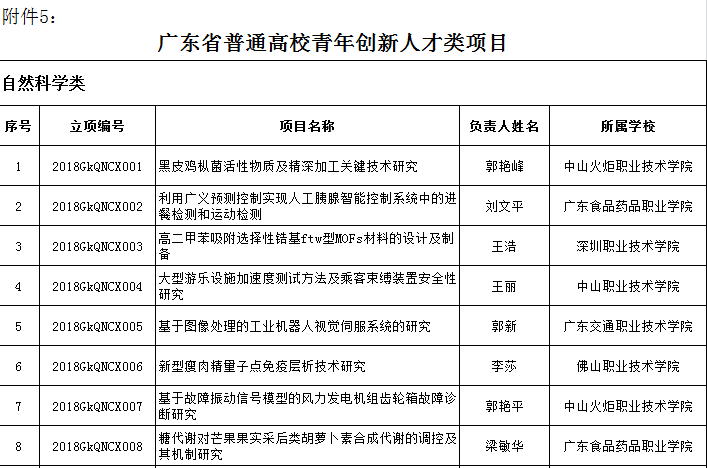 附件5：
广东省普通高校青年创新人才类项目
自然科学类
序号 立项编号 项目名称 负责人姓名 所属学校
1 2018GkQNCX001 黑皮鸡枞菌活性物质及精深加工关键技术研究 郭艳峰 中山火炬职业技术学院
2 2018GkQNCX002 利用广义预测控制实现人工胰腺智能控制系统中的进
餐检测和运动检测 刘文平 广东食品药品职业学院
3 2018GkQNCX003 高二甲苯吸附选择性锆基ftw型MOFs材料的设计及制
备 王浩 深圳职业技术学院
4 2018GkQNCX004 大型游乐设施加速度测试方法及乘客束缚装置安全性
研究 王丽 中山职业技术学院
5 2018GkQNCX005 基于图像处理的工业机器人视觉伺服系统的研究 郭新 广东交通职业技术学院
6 2018GkQNCX006 新型瘦肉精量子点免疫层析技术研究 李莎 佛山职业技术学院
7 2018GkQNCX007 基于故障振动信号模型的风力发电机组齿轮箱故障诊
断研究 郭艳平 中山火炬职业技术学院
8 2018GkQNCX008 糖代谢对芒果果实采后类胡萝卜素合成代谢的调控及
其机制研究 梁敏华 广东食品药品职业学院